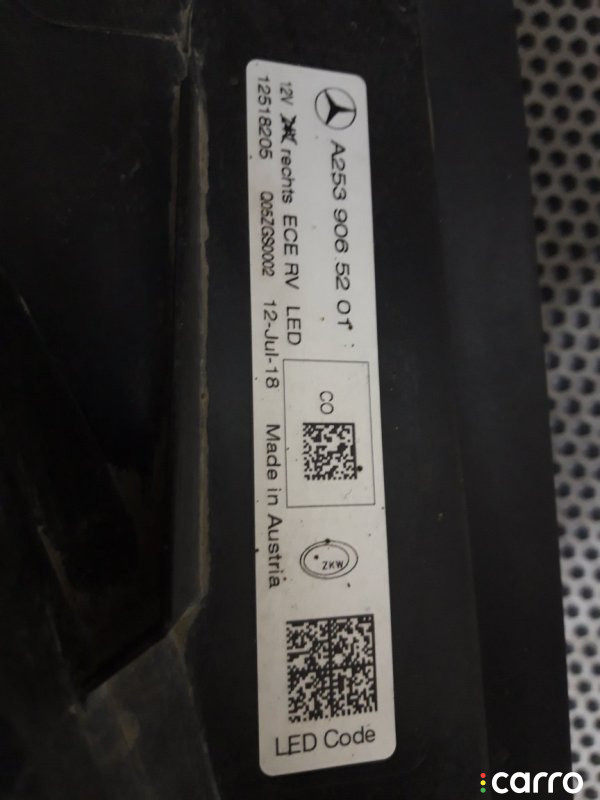 A253 906 52 01
12V rechts ECE RV LED
12518205 Q05ZGS0002 12-Jul-18 Made in Austria
CO
ZKW
LED Code
carro